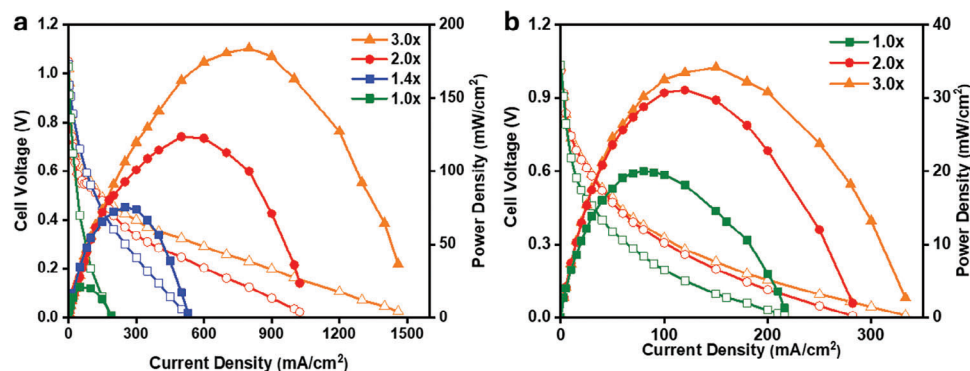 a
1.2
1.0
0.8
0.6
0.4
0.2
0.0
Cell Voltage (V)
0 300 600 900 1200 1500
Current Density (mA/cm²)
200
150
100
50
0
Power Density (mW/cm²)
3.0x
2.0x
1.4x
1.0x
b
1.2
0.9
0.6
0.3
0.0
Cell Voltage (V)
0 100 200 300
Current Density (mA/cm²)
40
30
20
10
0
Power Density (mW/cm²)
1.0x
2.0x
3.0x